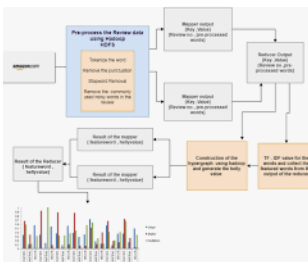 amazon.com
Pre-process the Review data
using Hadoop
HDFS
Tokenize the word
Remove the punctuation
Stopword Removal
Remove the commonly
used noisy words in the
review
Mapper output
(Key, Value)
(Review no., pre-processed
words)
Mapper output
(Key, Value)
(Review no., pre-processed
words)
Reducer Output
(Key, Value)
(Review no., pre-
processed
words)
TF - IDF value for the
words and collect the
featured words from the
output of the reducer
Construction of the
hypergraph using hadoop
and generate the helly
value
Result of the mapper
(featureword, hellyvalue)
Result of the mapper
(featureword, hellyvalue)
Result of the Reducer
(featureword, hellyvalue)